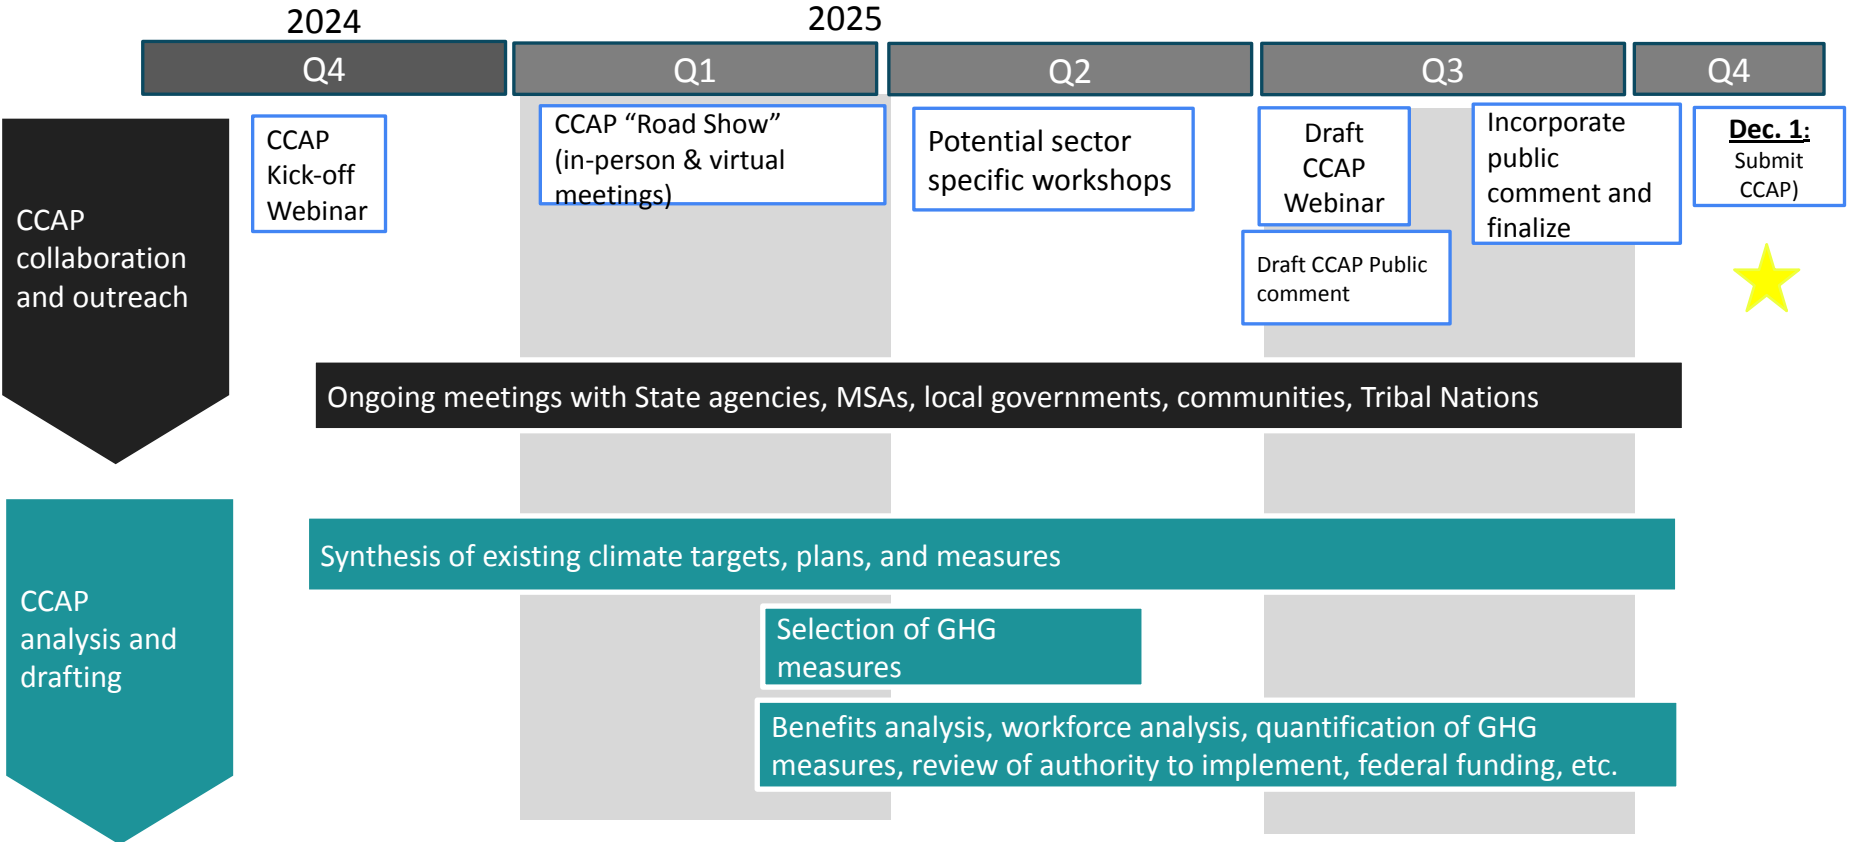 2024
2025
Q4
Q1
Q2
Q3
Q4
CCAP
collaboration
and outreach
CCAP
Kick-off
Webinar
CCAP “Road Show”
(in-person & virtual
meetings)
Potential sector
specific workshops
Draft
CCAP
Webinar
Draft CCAP Public
comment
Incorporate
public
comment and
finalize
Dec. 1:
Submit
CCAP)
Ongoing meetings with State agencies, MSAs, local governments, communities, Tribal Nations
CCAP
analysis and
drafting
Synthesis of existing climate targets, plans, and measures
Selection of GHG
measures
Benefits analysis, workforce analysis, quantification of GHG
measures, review of authority to implement, federal funding, etc.